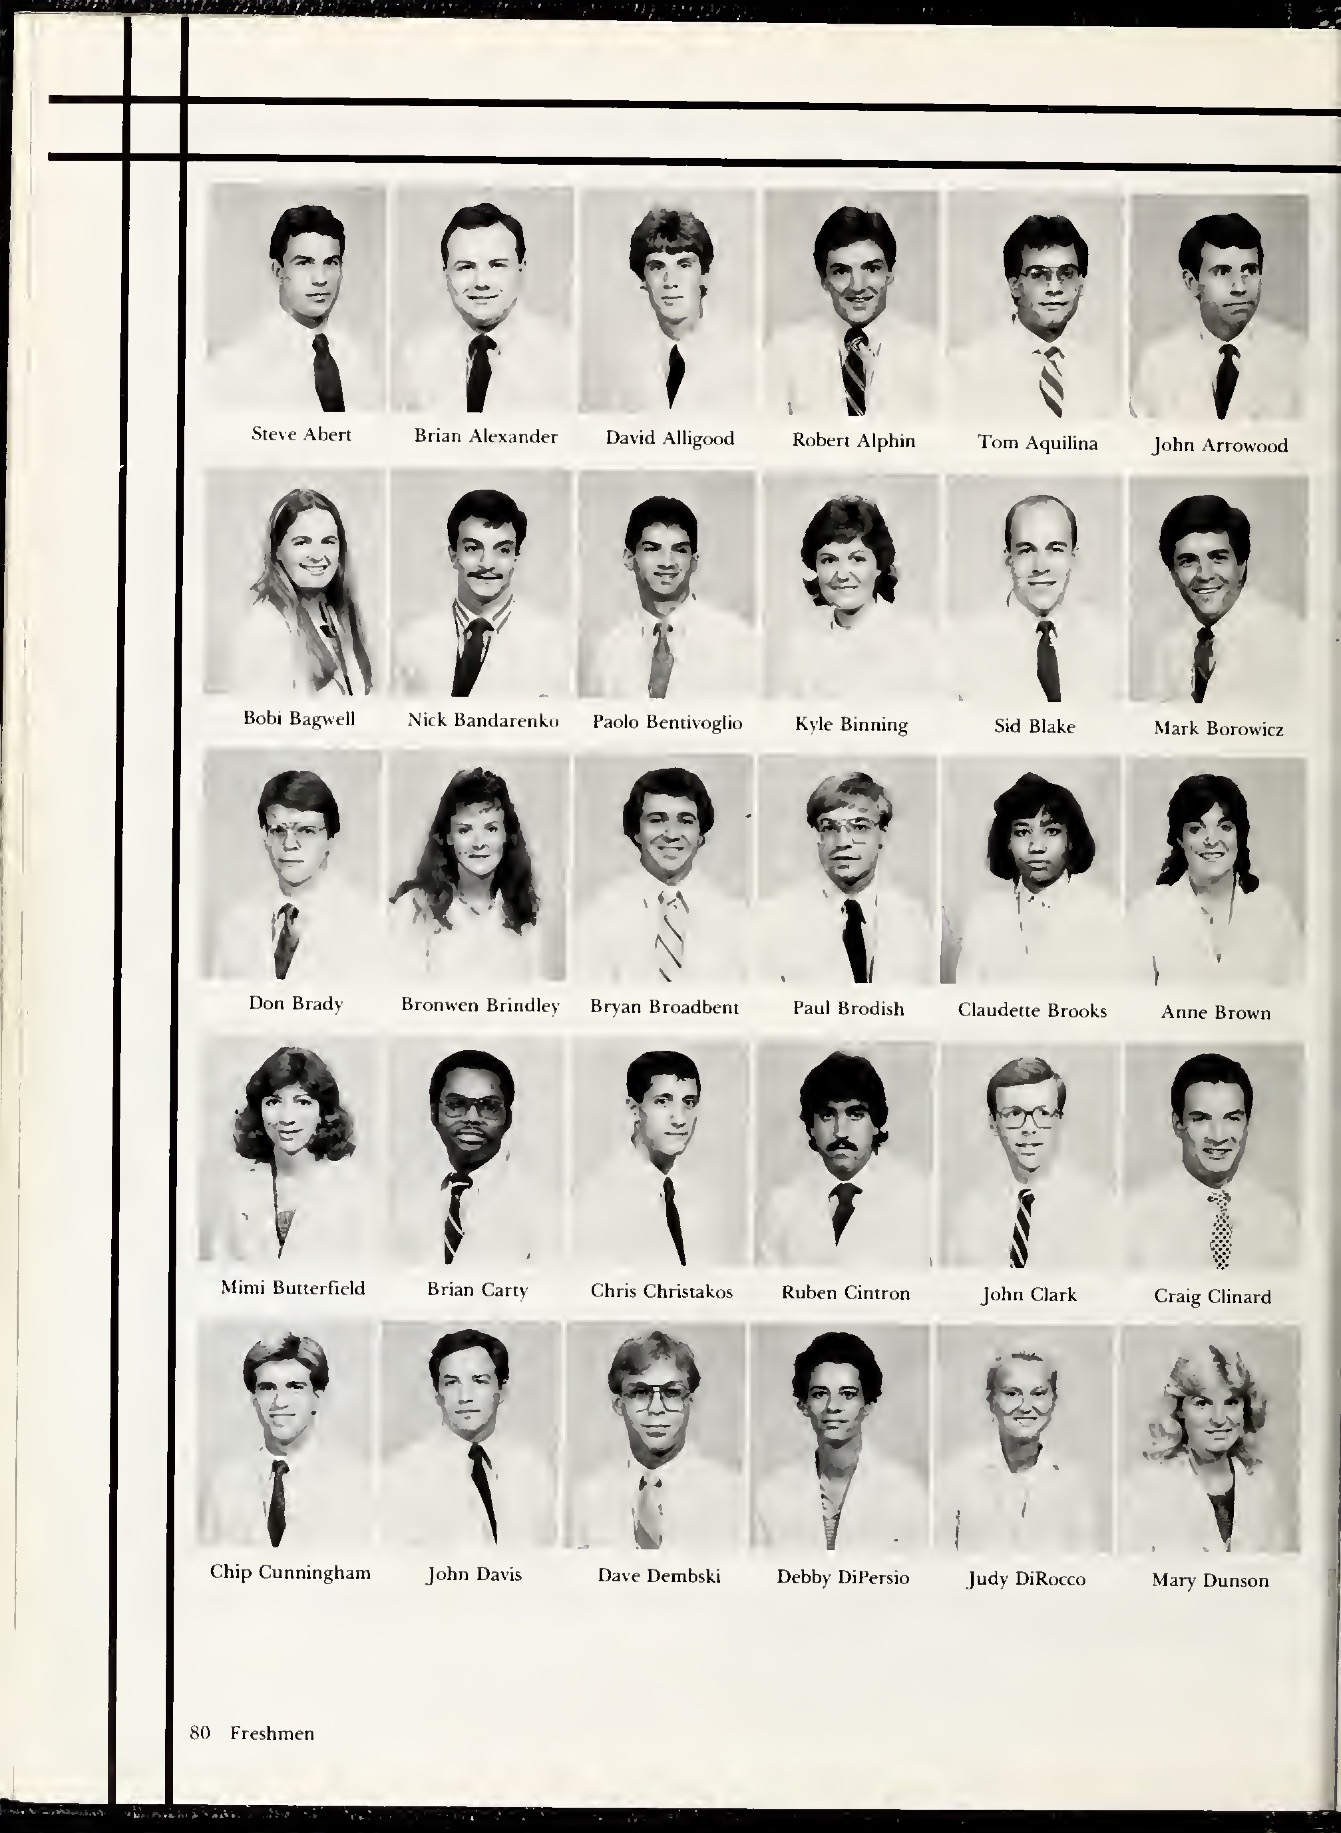 Steve Abert Brian Alexander David Alligood Robert Alphin Tom Aquilina John Arrowood
Bobi Bagwell Nick Bandarenko Paolo Bentivoglio Kyle Binning Sid Blake Mark Borowicz
Don Brady Bronwen Brindley Bryan Broadbent Paul Brodish Claudette Brooks Anne Brown
Mimi Butterfield Brian Carty Chris Christakos Ruben Cintron John Clark Craig Clinard
Chip Cunningham John Davis Dave Dembski Debby DiPersio Judy DiRocco Mary Dunson
80 Freshmen